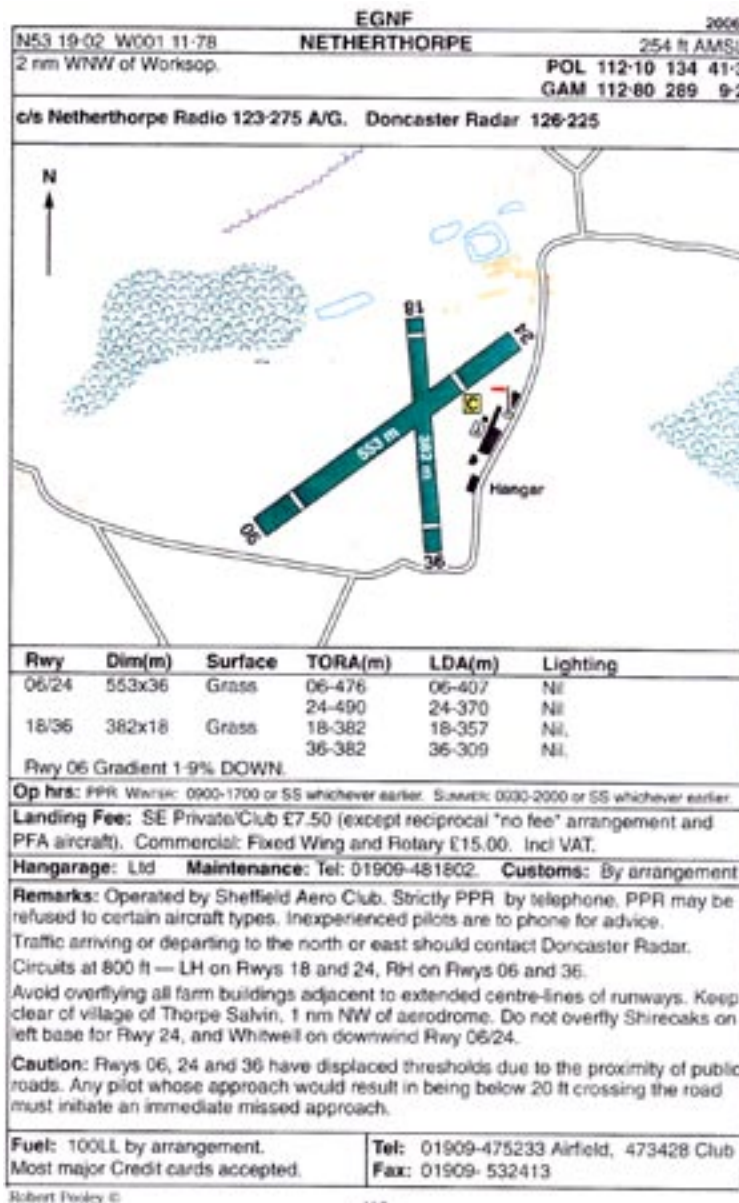 EGNF
2006
N53 19·02 W001 11·78 NETHERTHORPE 254 ft AMSL
2 nm WNW of Worksop. POL 112·10 134 41·
GAM 112·80 289 9·2
c/s Netherthorpe Radio 123·275 A/G. Doncaster Radar 126·225
N
18
24
C
553 m
382 m
Hangar
06
36
Rwy Dim(m) Surface TORA(m) LDA(m) Lighting
06/24 553x36 Grass 06-476 06-407 Nil
24-490 24-370 Nil
18/36 382x18 Grass 18-382 18-357 Nil.
36-382 36-309 Nil.
Rwy 06 Gradient 1·9% DOWN.
Op hrs: PPR Winter: 0900-1700 or SS whichever earlier. Summer: 0930-2000 or SS whichever earlier.
Landing Fee: SE Private/Club £7.50 (except reciprocal "no fee" arrangement and
PFA aircraft). Commercial: Fixed Wing and Rotary £15.00. Incl VAT.
Hangarage: Ltd Maintenance: Tel: 01909-481802. Customs: By arrangement
Remarks: Operated by Sheffield Aero Club. Strictly PPR by telephone. PPR may be
refused to certain aircraft types. Inexperienced pilots are to phone for advice.
Traffic arriving or departing to the north or east should contact Doncaster Radar.
Circuits at 800 ft — LH on Rwys 18 and 24, RH on Rwys 06 and 36.
Avoid overflying all farm buildings adjacent to extended centre-lines of runways. Keep
clear of village of Thorpe Salvin, 1 nm NW of aerodrome. Do not overfly Shireoaks on
left base for Rwy 24, and Whitwell on downwind Rwy 06/24.
Caution: Rwys 06, 24 and 36 have displaced thresholds due to the proximity of public
roads. Any pilot whose approach would result in being below 20 ft crossing the road
must initiate an immediate missed approach.
Fuel: 100LL by arrangement. Tel: 01909-475233 Airfield, 473428 Club
Most major Credit cards accepted. Fax: 01909- 532413
Robert Pooley ©